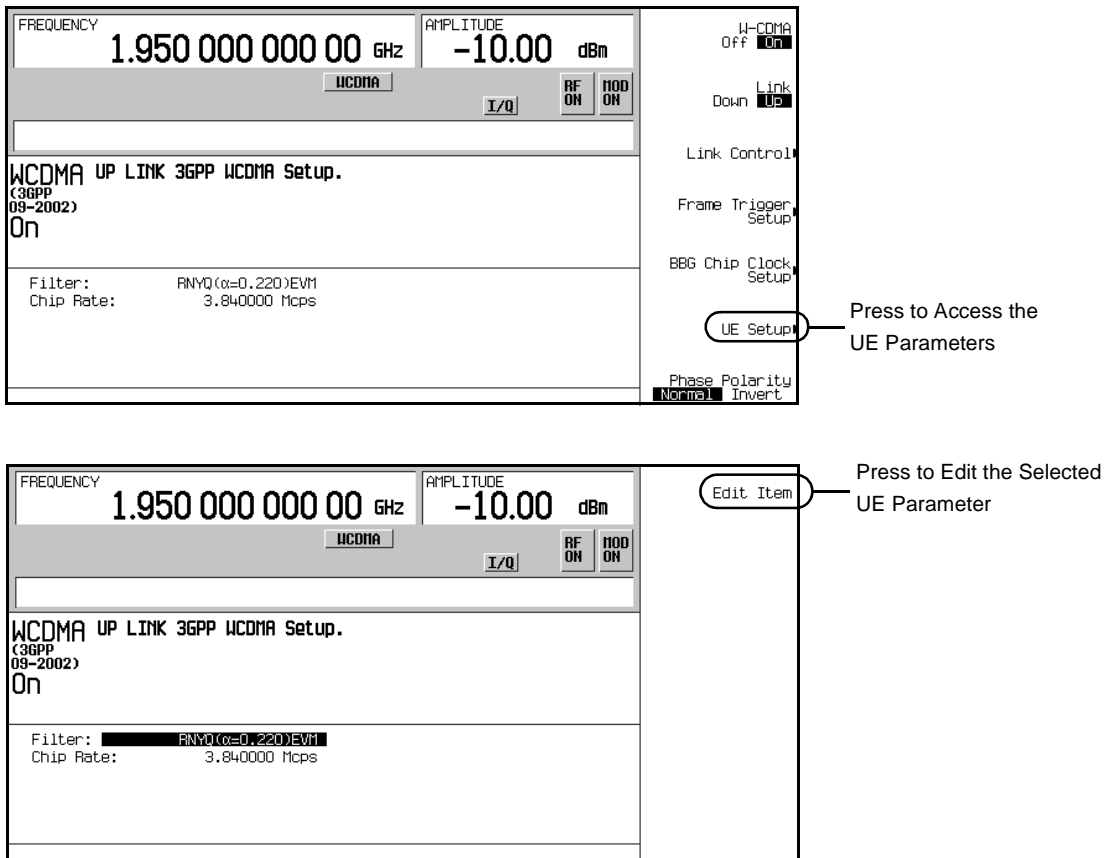 FREQUENCY
1.950 000 000 00 GHz
AMPLITUDE
-10.00 dBm
WCDMA
I/Q
RF ON
MOD ON
WCDMA UP LINK 3GPP WCDMA Setup.
(3GPP
09-2002)
On
Filter: RNYQ(α=0.220)EVM
Chip Rate: 3.840000 Mcps
W-CDMA
Off On
Link
Down Up
Link Control
Frame Trigger
Setup
BBG Chip Clock
Setup
UE Setup
Phase Polarity
Normal Invert
Press to Access the
UE Parameters
FREQUENCY
1.950 000 000 00 GHz
AMPLITUDE
-10.00 dBm
WCDMA
I/Q
RF ON
MOD ON
WCDMA UP LINK 3GPP WCDMA Setup.
(3GPP
09-2002)
On
Filter: RNYQ(α=0.220)EVM
Chip Rate: 3.840000 Mcps
Edit Item
Press to Edit the Selected
UE Parameter